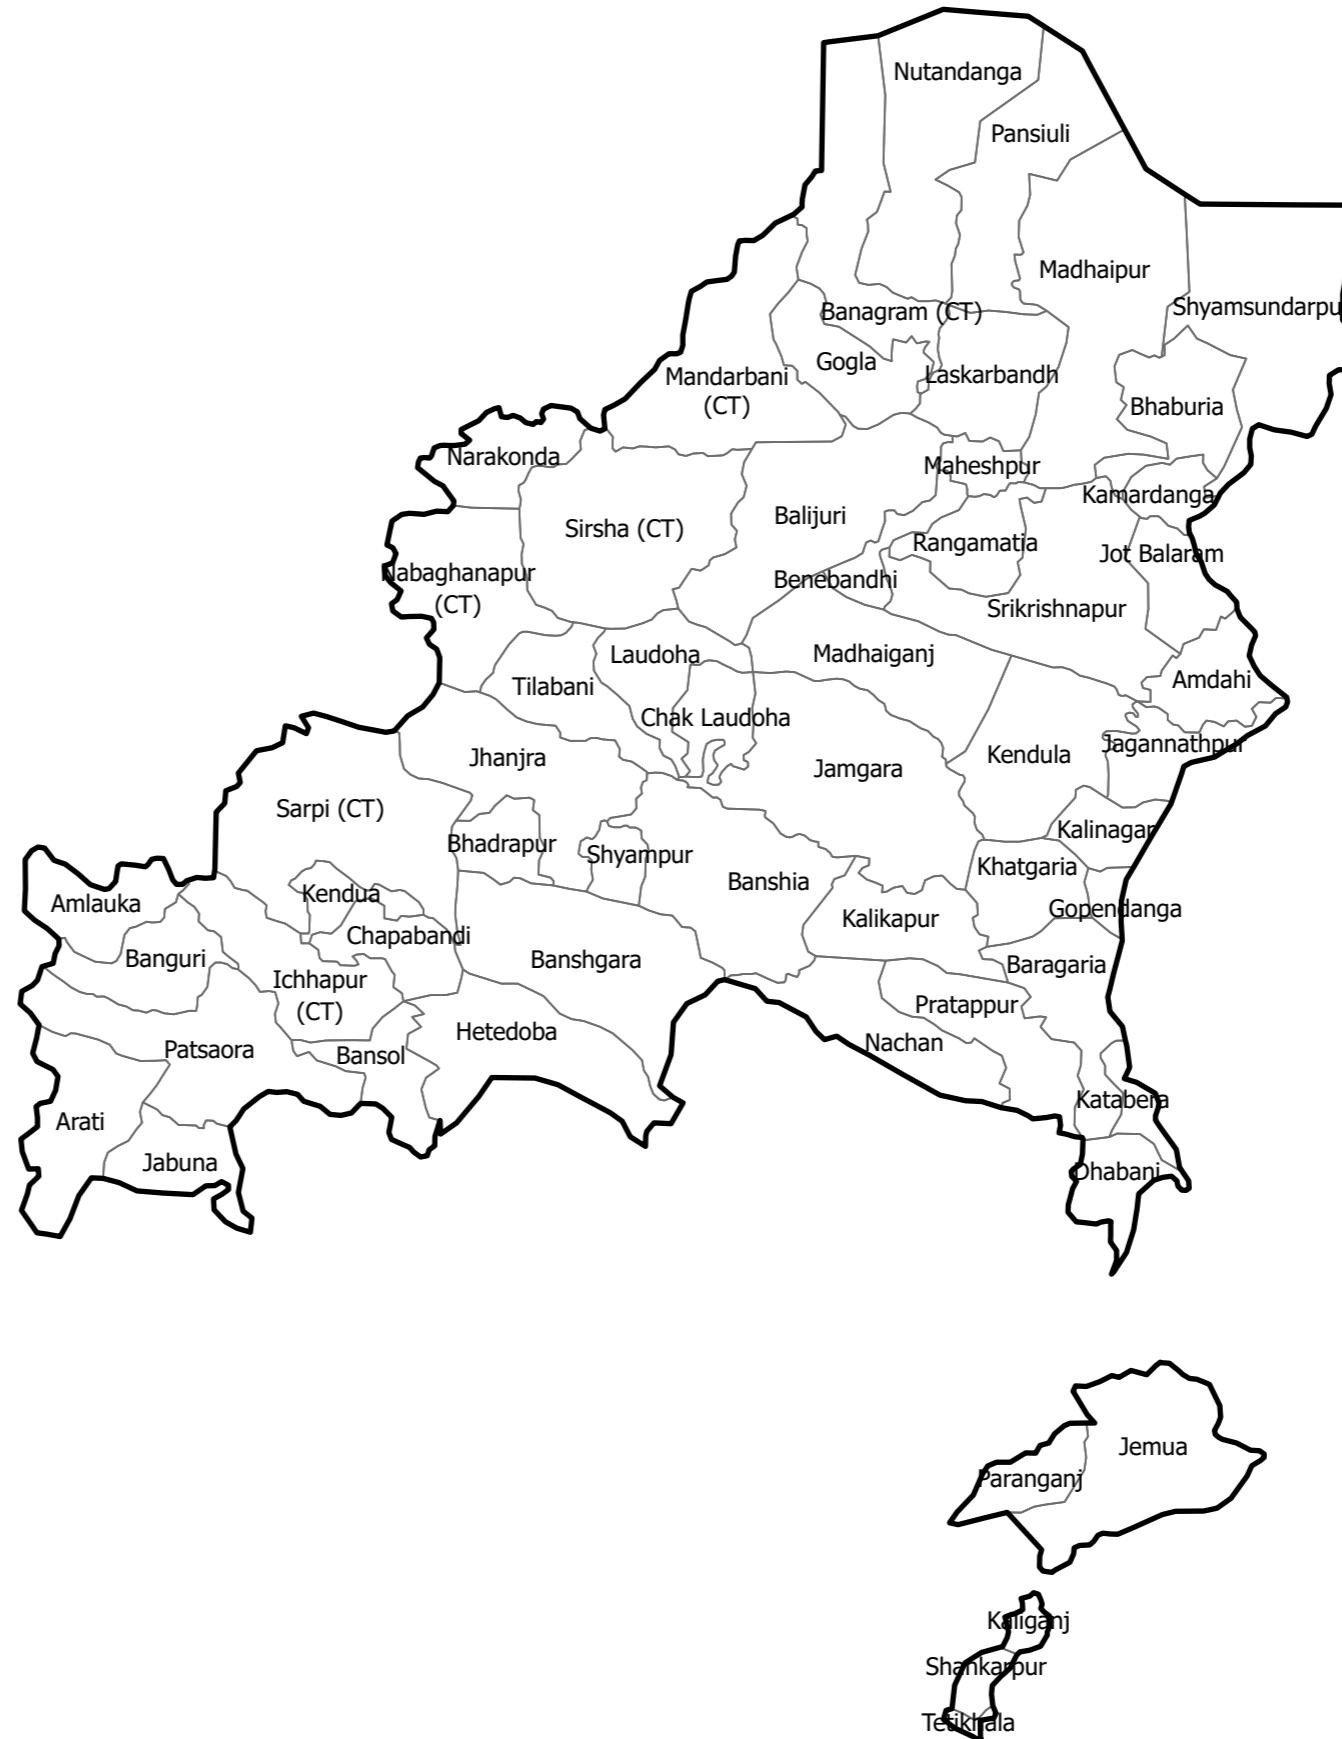 Nutandanga
Pansiuli
Madhaipur
Shyamsundarpu
Banagram (CT)
Gogla
Laskarbandh
Mandarbani
(CT)
Bhaburia
Narakonda
Maheshpur
Kamardanga
Sirsha (CT)
Balijuri
Rangamatia
Jot Balaram
Nabaghanapur
(CT)
Benebandhi
Srikrishnapur
Laudoha
Madhaiganj
Tilabani
Amdahi
Chak Laudoha
Jagannathpur
Jhanjra
Jamgara
Kendula
Sarpi (CT)
Kalinagar
Bhadrapur
Shyampur
Khatgaria
Banshia
Kendua
Amlauka
Kalikapur
Gopendanga
Chapabandi
Banguri
Banshgara
Baragaria
Ichhapur
(CT)
Pratappur
Hetedoba
Nachan
Patsaora
Bansol
Katabera
Arati
Jabuna
Dhabani
Jemua
Paranganj
Kaliganj
Shankarpur
Tetikhala